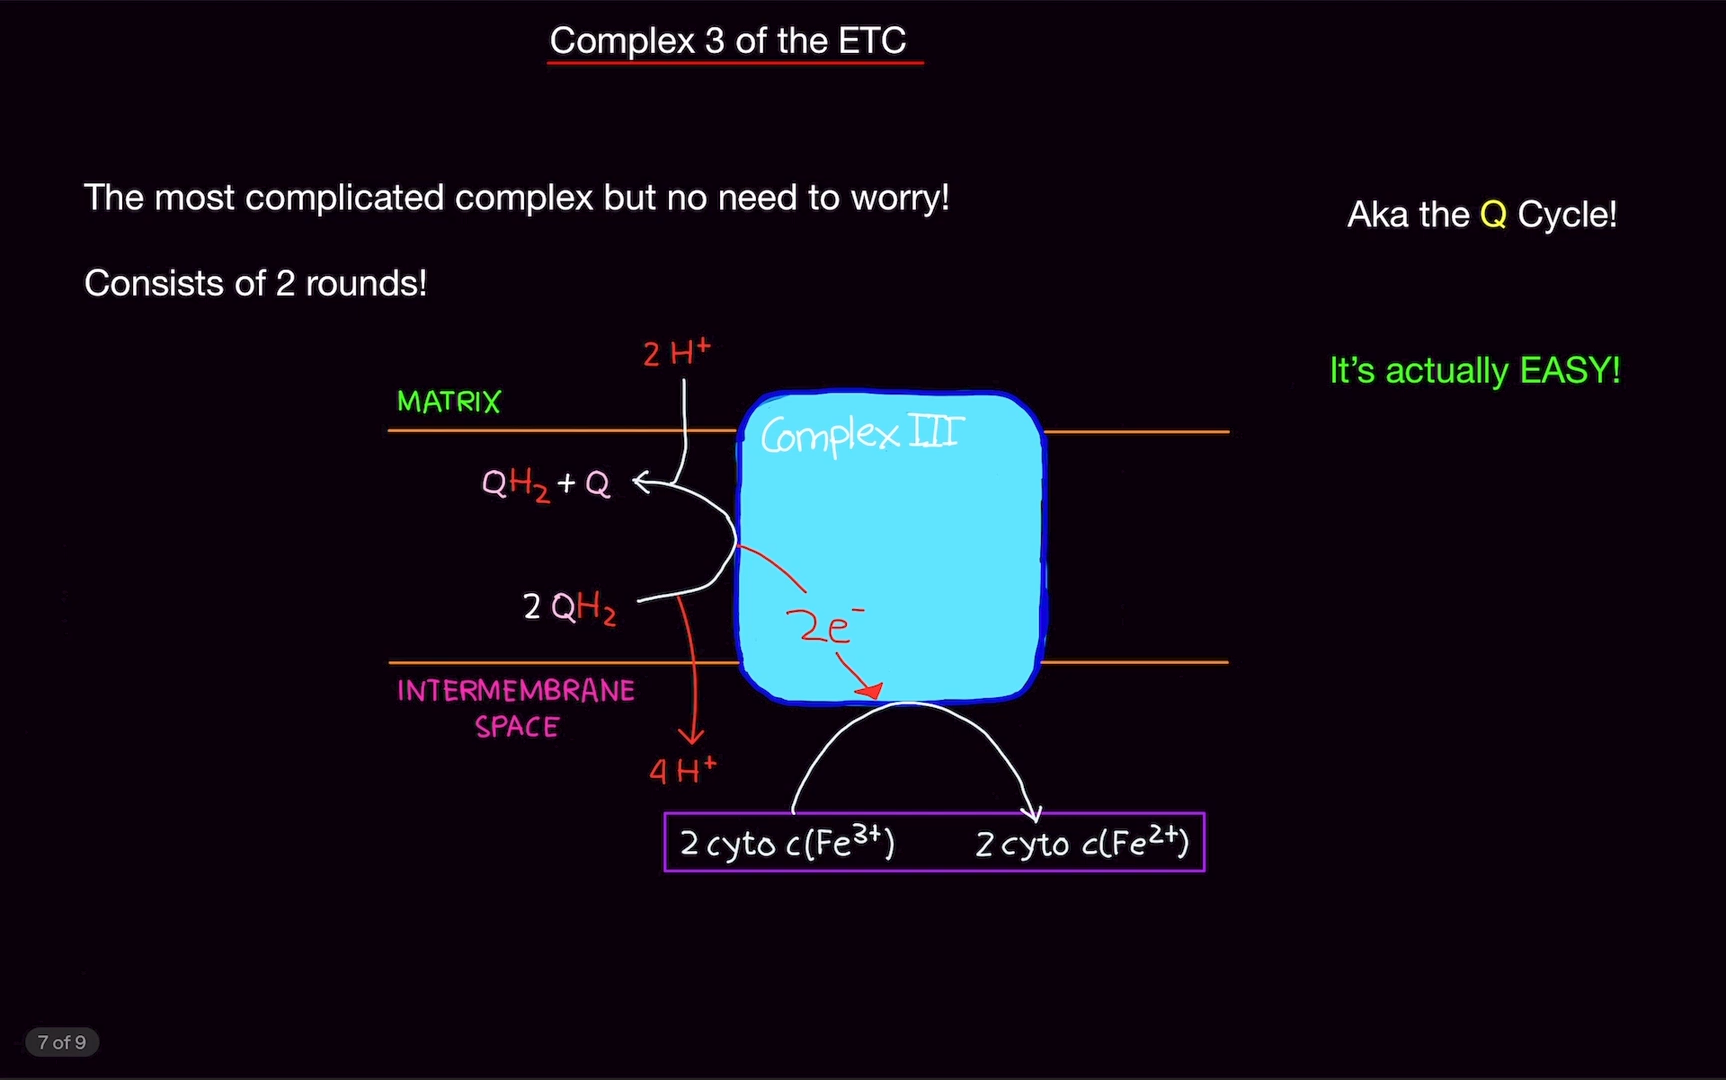 Complex 3 of the ETC
The most complicated complex but no need to worry!
Aka the Q Cycle!
Consists of 2 rounds!
2 H⁺
It's actually EASY!
MATRIX
Complex III
QH₂ + Q
2 QH₂
2e⁻
INTERMEMBRANE
SPACE
4 H⁺
2 cyto c(Fe³⁺)
2 cyto c(Fe²⁺)
7 of 9